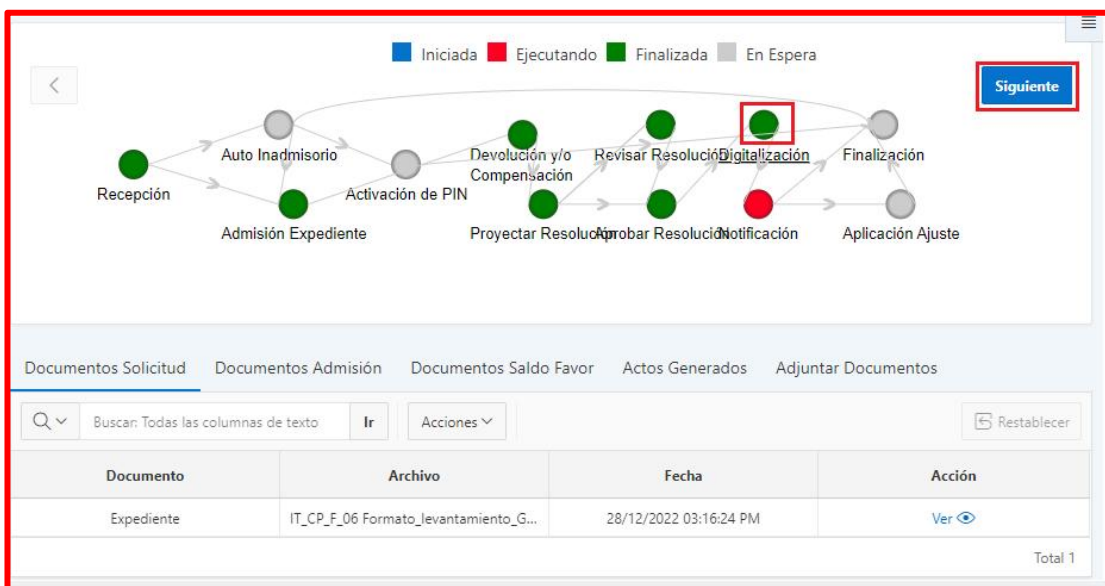 Iniciada Ejecutando Finalizada En Espera
Siguiente
Auto Inadmisorio
Devolución y/o Compensación
Revisar Resolución
Digitalización
Finalización
Recepción
Activación de PIN
Admisión Expediente
Proyectar Resolución
Aprobar Resolución
Notificación
Aplicación Ajuste
Documentos Solicitud Documentos Admisión Documentos Saldo Favor Actos Generados Adjuntar Documentos
Buscar: Todas las columnas de texto Ir Acciones Restablecer
Documento Archivo Fecha Acción
Expediente IT_CP_F_06 Formato_levantamiento_G... 28/12/2022 03:16:24 PM Ver
Total 1